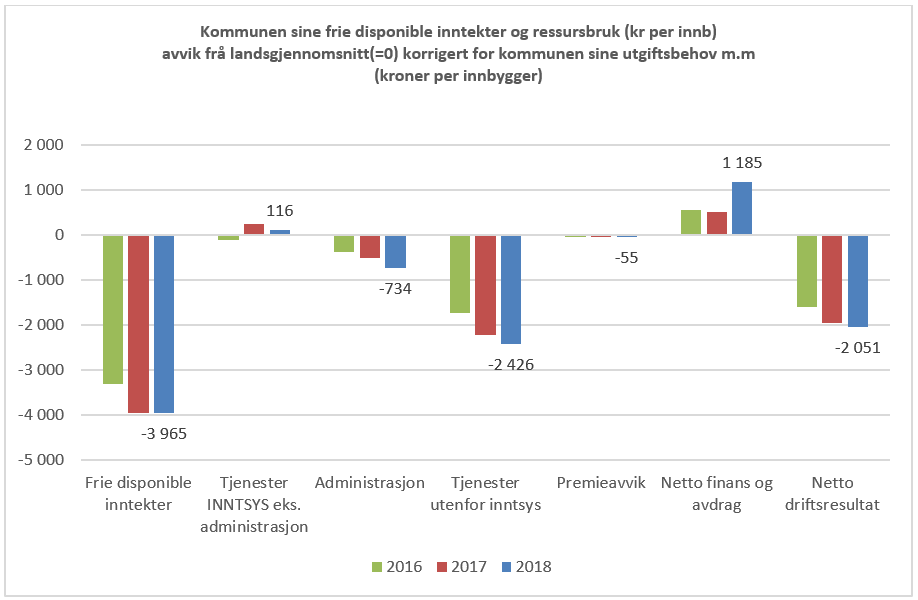 Kommunen sine frie disponible inntekter og ressursbruk (kr per innb)
avvik frå landsgjennomsnitt(=0) korrigert for kommunen sine utgiftsbehov m.m
(kroner per innbygger)
2 000
1 000
0
-1 000
-2 000
-3 000
-4 000
-5 000
-3 965
116
-734
-2 426
-55
1 185
-2 051
Frie disponible
inntekter
Tjenester
INNTSYS eks.
administrasjon
Administrasjon
Tjenester
utenfor inntsys
Premieavvik
Netto finans og
avdrag
Netto
driftsresultat
2016
2017
2018